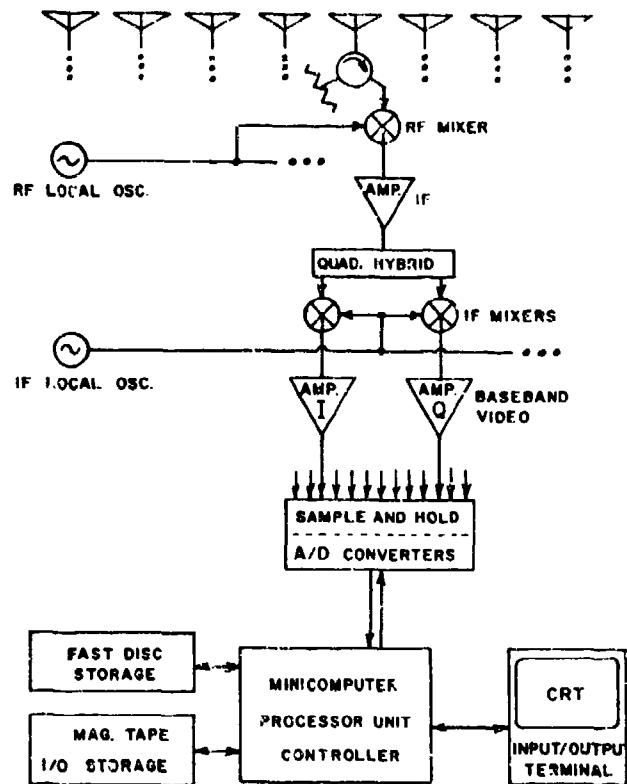 RF MIXER
RF LOCAL OSC.
AMP.
IF
QUAD. HYBRID
IF MIXERS
IF LOCAL OSC.
AMP.
I
AMP.
Q
BASEBAND
VIDEO
SAMPLE AND HOLD
A/D CONVERTERS
FAST DISC
STORAGE
MAG. TAPE
I/O STORAGE
MINICOMPUTER
PROCESSOR UNIT
CONTROLLER
CRT
INPUT/OUTPUT
TERMINAL